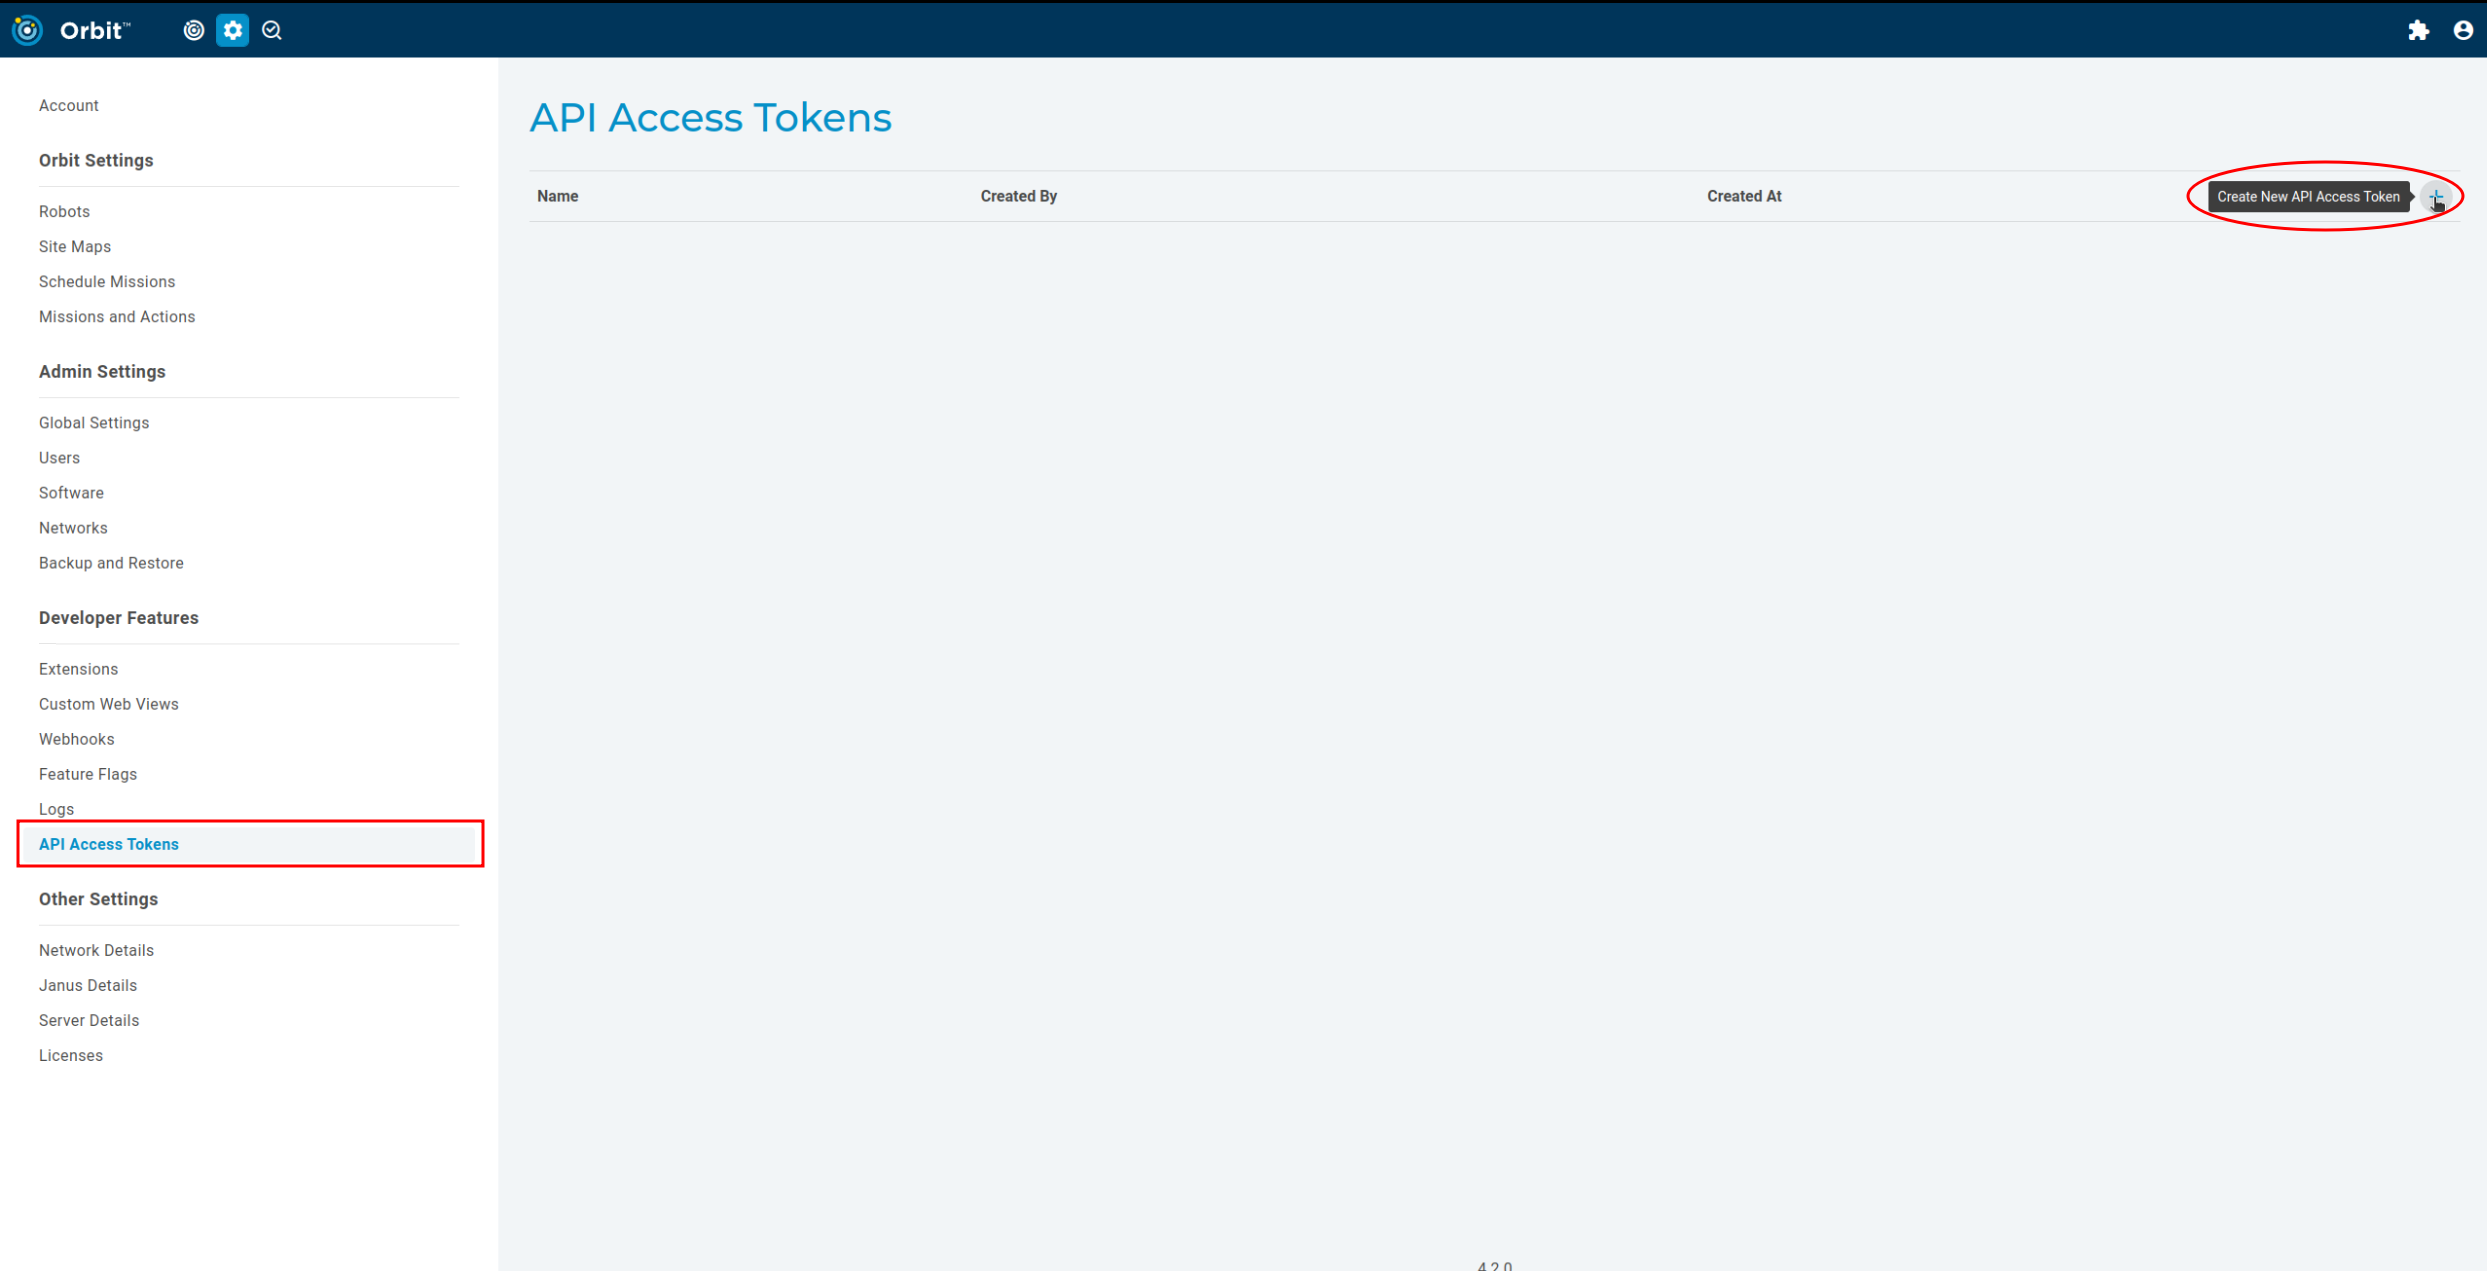 Orbit™
Account
Orbit Settings
Robots
Site Maps
Schedule Missions
Missions and Actions
Admin Settings
Global Settings
Users
Software
Networks
Backup and Restore
Developer Features
Extensions
Custom Web Views
Webhooks
Feature Flags
Logs
API Access Tokens
Other Settings
Network Details
Janus Details
Server Details
Licenses
API Access Tokens
Name Created By Created At Create New API Access Token
4.2.0